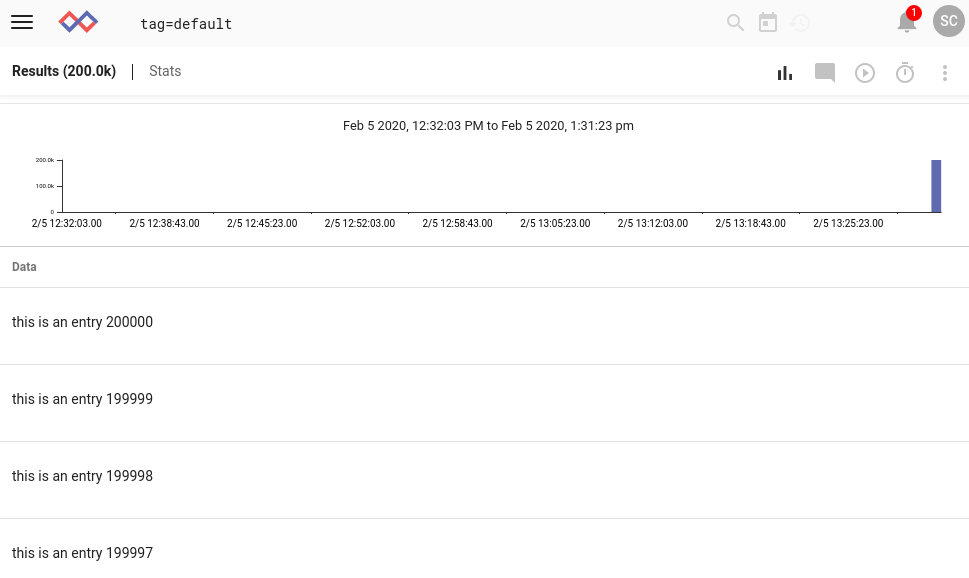 tag=default
1
SC
Results (200.0k)
Stats
Feb 5 2020, 12:32:03 PM to Feb 5 2020, 1:31:23 pm
200.0k
100.0k
0
2/5 12:32:03.00 2/5 12:38:43.00 2/5 12:45:23.00 2/5 12:52:03.00 2/5 12:58:43.00 2/5 13:05:23.00 2/5 13:12:03.00 2/5 13:18:43.00 2/5 13:25:23.00
Data
this is an entry 200000
this is an entry 199999
this is an entry 199998
this is an entry 199997